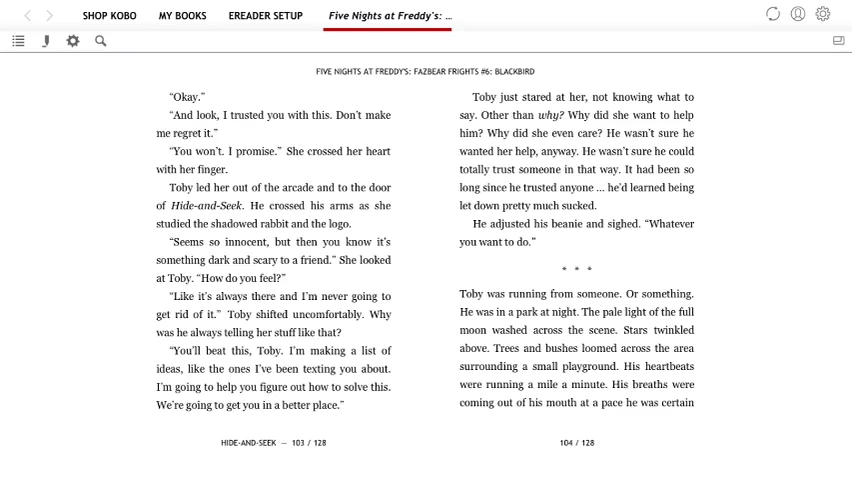 SHOP KOBO MY BOOKS EREADER SETUP Five Nights at Freddy's: ...
FIVE NIGHTS AT FREDDY'S: FAZBEAR FRIGHTS #6: BLACKBIRD
“Okay.”
“And look, I trusted you with this. Don’t make
me regret it.”
“You won’t. I promise.” She crossed her heart
with her finger.
Toby led her out of the arcade and to the door
of Hide-and-Seek. He crossed his arms as she
studied the shadowed rabbit and the logo.
“Seems so innocent, but then you know it’s
something dark and scary to a friend.” She looked
at Toby. “How do you feel?”
“Like it’s always there and I’m never going to
get rid of it.” Toby shifted uncomfortably. Why
was he always telling her stuff like that?
“You’ll beat this, Toby. I’m making a list of
ideas, like the ones I’ve been texting you about.
I’m going to help you figure out how to solve this.
We’re going to get you in a better place.”
HIDE-AND-SEEK — 103 / 128
Toby just stared at her, not knowing what to
say. Other than why? Why did she want to help
him? Why did she even care? He wasn’t sure he
wanted her help, anyway. He wasn’t sure he could
totally trust someone in that way. It had been so
long since he trusted anyone ... he’d learned being
let down pretty much sucked.
He adjusted his beanie and sighed. “Whatever
you want to do.”
* * *
Toby was running from someone. Or something.
He was in a park at night. The pale light of the full
moon washed across the scene. Stars twinkled
above. Trees and bushes loomed across the area
surrounding a small playground. His heartbeats
were running a mile a minute. His breaths were
coming out of his mouth at a pace he was certain
104 / 128